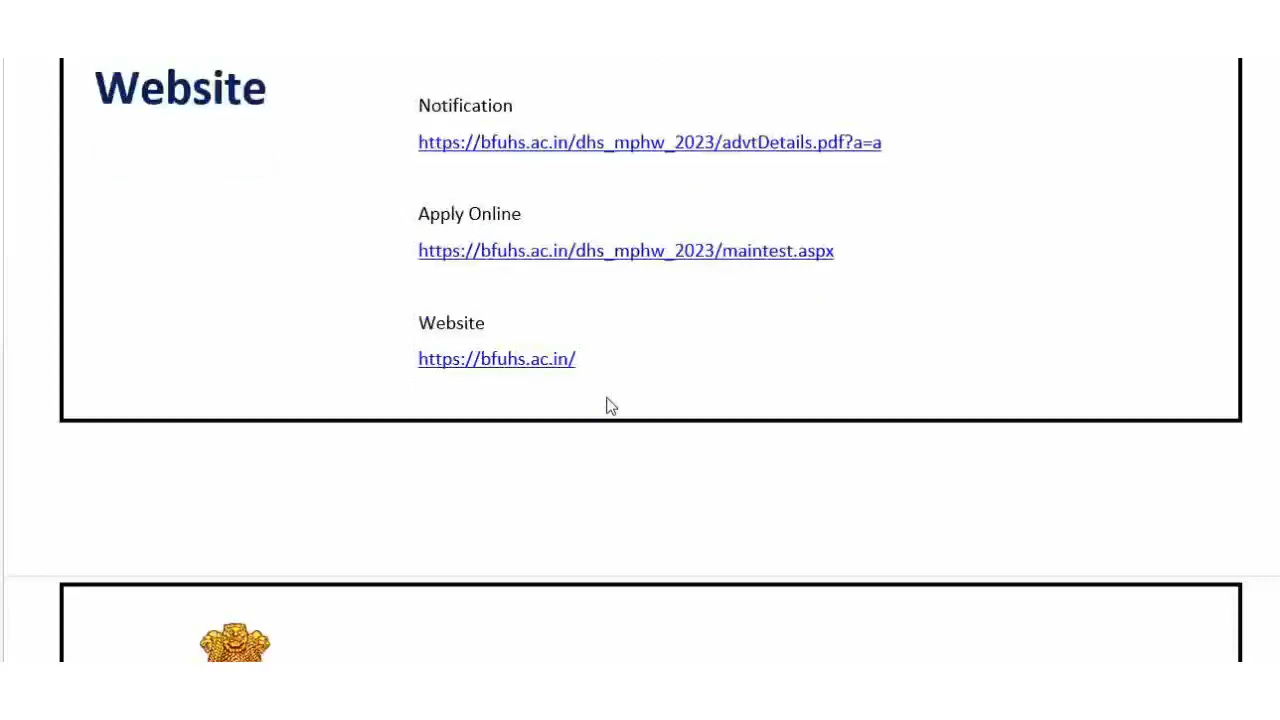 Website
Notification
https://bfuhs.ac.in/dhs_mphw_2023/advtDetails.pdf?a=a
Apply Online
https://bfuhs.ac.in/dhs_mphw_2023/maintest.aspx
Website
https://bfuhs.ac.in/